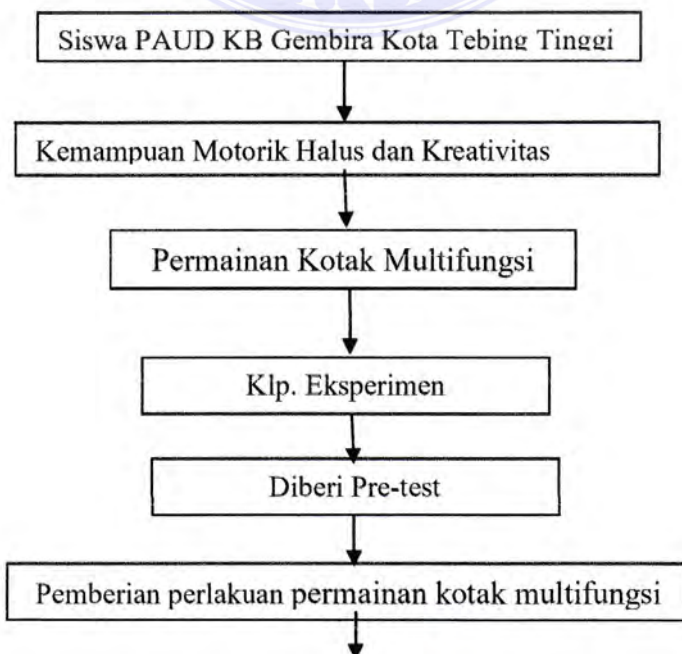 Siswa PAUD KB Gembira Kota Tebing Tinggi
Kemampuan Motorik Halus dan Kreativitas
Permainan Kotak Multifungsi
Klp. Eksperimen
Diberi Pre-test
Pemberian perlakuan permainan kotak multifungsi